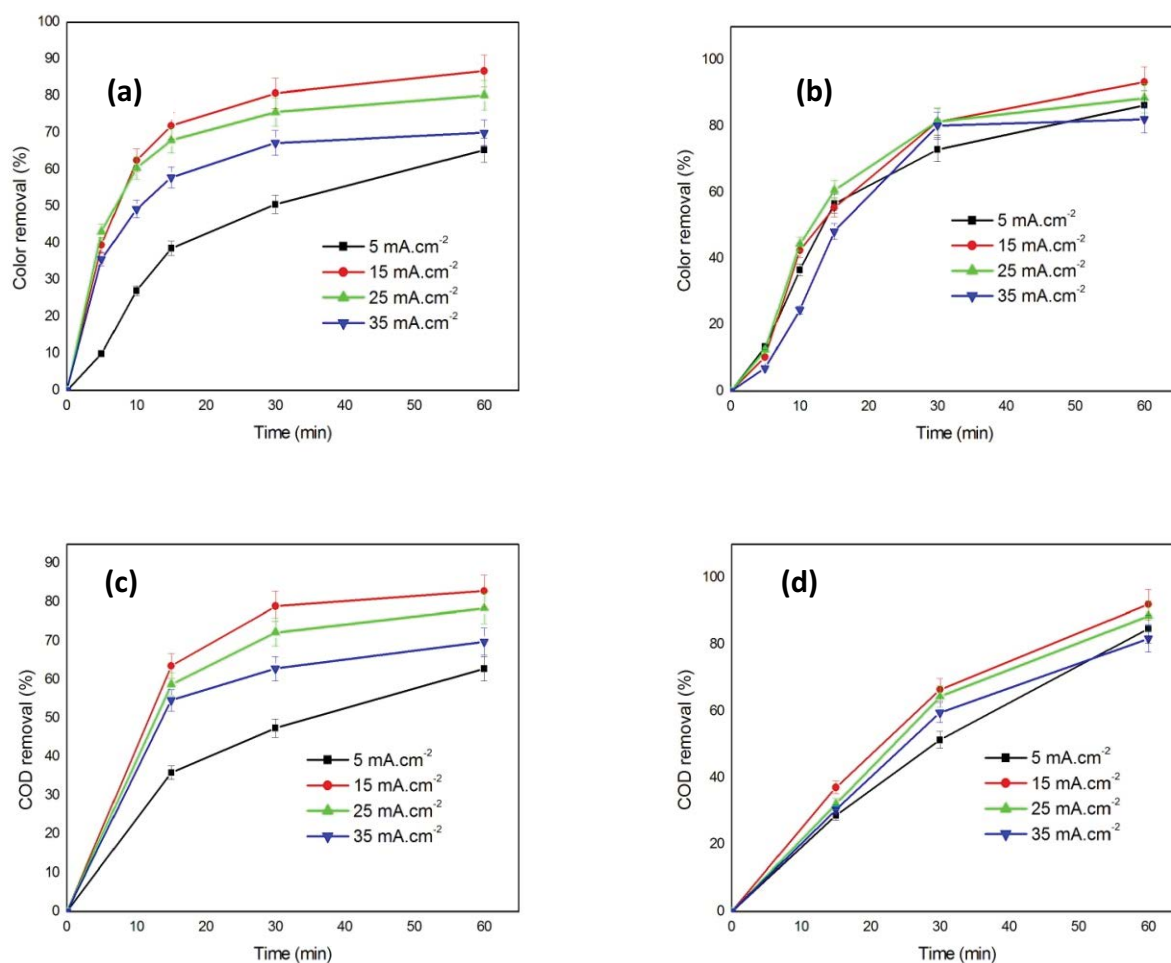 (a)
Color removal (%)
100
90
80
70
60
50
40
30
20
10
0
5 mA.cm⁻²
15 mA.cm⁻²
25 mA.cm⁻²
35 mA.cm⁻²
0 10 20 30 40 50 60
Time (min)
(b)
Color removal (%)
100
80
60
40
20
0
5 mA.cm⁻²
15 mA.cm⁻²
25 mA.cm⁻²
35 mA.cm⁻²
0 10 20 30 40 50 60
Time (min)
(c)
COD removal (%)
90
80
70
60
50
40
30
20
10
0
5 mA.cm⁻²
15 mA.cm⁻²
25 mA.cm⁻²
35 mA.cm⁻²
0 10 20 30 40 50 60
Time (min)
(d)
COD removal (%)
100
80
60
40
20
0
5 mA.cm⁻²
15 mA.cm⁻²
25 mA.cm⁻²
35 mA.cm⁻²
0 10 20 30 40 50 60
Time (min)